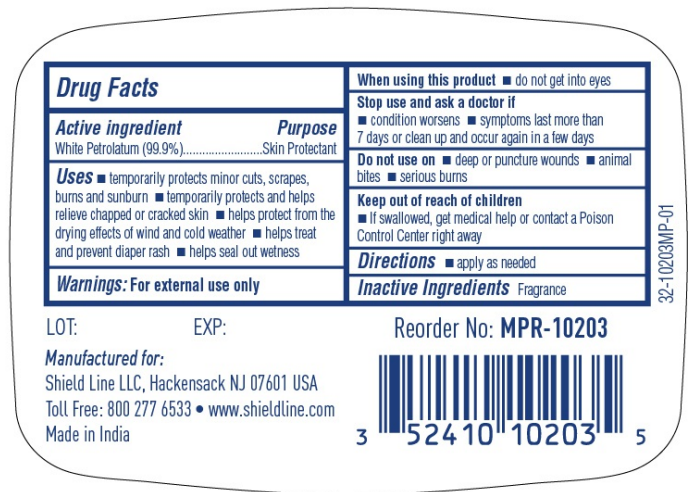 Drug Facts
Active ingredient Purpose
White Petrolatum (99.9%)..........................Skin Protectant
Uses ■ temporarily protects minor cuts, scrapes,
burns and sunburn ■ temporarily protects and helps
relieve chapped or cracked skin ■ helps protect from the
drying effects of wind and cold weather ■ helps treat
and prevent diaper rash ■ helps seal out wetness
Warnings: For external use only
When using this product ■ do not get into eyes
Stop use and ask a doctor if
■ condition worsens ■ symptoms last more than
7 days or clean up and occur again in a few days
Do not use on ■ deep or puncture wounds ■ animal
bites ■ serious burns
Keep out of reach of children
■ If swallowed, get medical help or contact a Poison
Control Center right away
Directions ■ apply as needed
Inactive Ingredients Fragrance
32-10203MP-01
LOT: EXP:
Manufactured for:
Shield Line LLC, Hackensack NJ 07601 USA
Toll Free: 800 277 6533 • www.shieldline.com
Made in India
Reorder No: MPR-10203
3 52410 10203 5